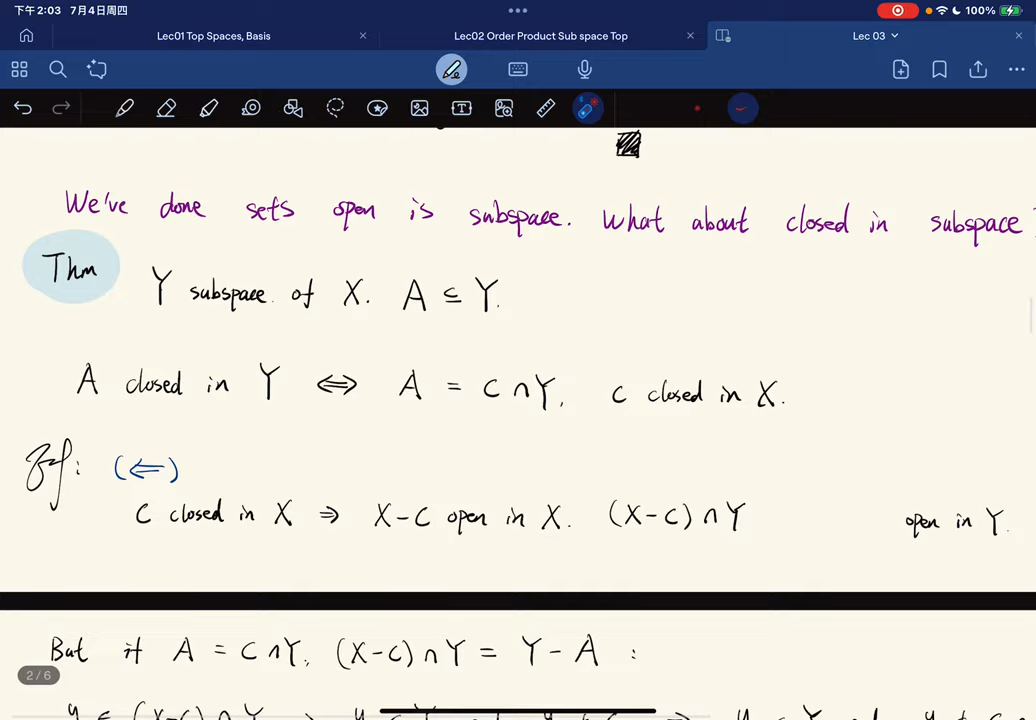 下午2:03 7月4日周四
100%
Lec01 Top Spaces, Basis
Lec02 Order Product Sub space Top
Lec 03
We've done sets open is subspace. What about closed in subspace
Thm
Y subspace of X. A ⊆ Y.
A closed in Y ⟺ A = C ∩ Y, C closed in X.
Pf: (⟸)
C closed in X ⇒ X-C open in X. (X-C) ∩ Y open in Y.
But if A = C ∩ Y, (X-C) ∩ Y = Y - A :
2/6